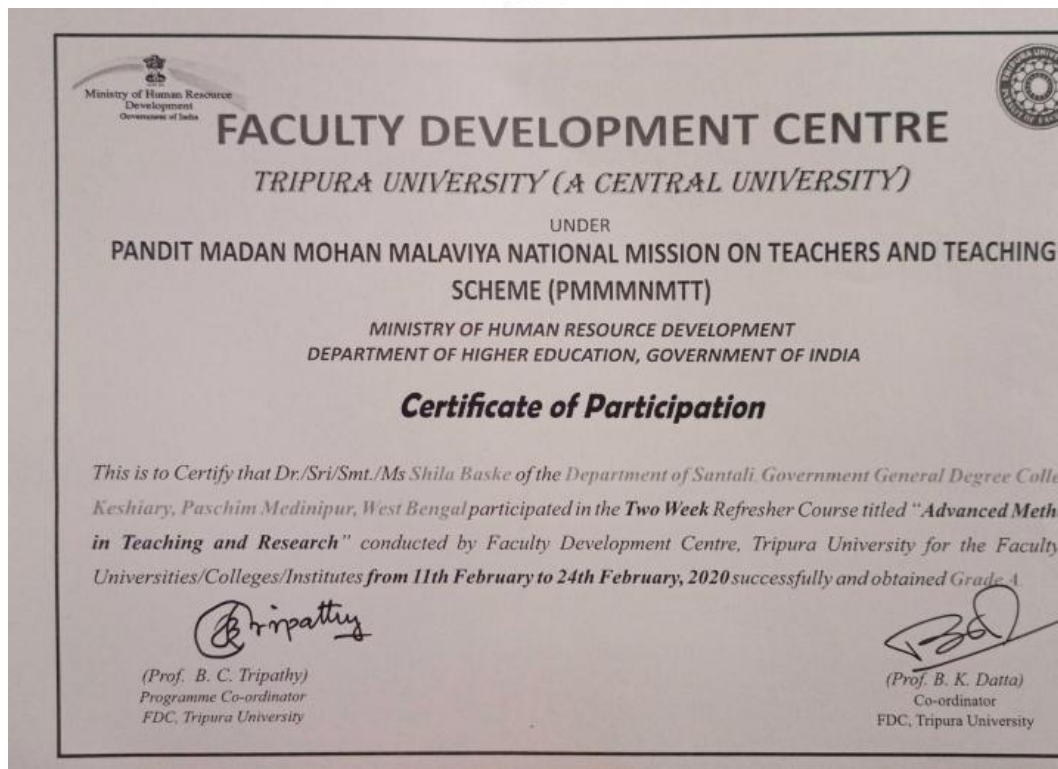 Ministry of Human Resource
Development
Government of India
FACULTY DEVELOPMENT CENTRE
TRIPURA UNIVERSITY (A CENTRAL UNIVERSITY)
UNDER
PANDIT MADAN MOHAN MALAVIYA NATIONAL MISSION ON TEACHERS AND TEACHING
SCHEME (PMMMNMTT)
MINISTRY OF HUMAN RESOURCE DEVELOPMENT
DEPARTMENT OF HIGHER EDUCATION, GOVERNMENT OF INDIA
Certificate of Participation
This is to Certify that Dr./Sri/Smt./Ms Shila Baske of the Department of Santali, Government General Degree Colle
Keshiary, Paschim Medinipur, West Bengal participated in the Two Week Refresher Course titled "Advanced Meth
in Teaching and Research" conducted by Faculty Development Centre, Tripura University for the Faculty
Universities/Colleges/Institutes from 11th February to 24th February, 2020 successfully and obtained Grade A.
Tripathy
(Prof. B. C. Tripathy)
Programme Co-ordinator
FDC, Tripura University
(Prof. B. K. Datta)
Co-ordinator
FDC, Tripura University